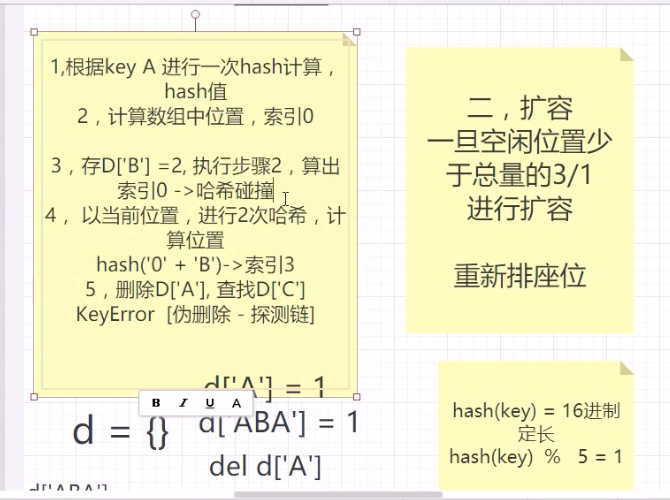 1,根据key A 进行一次hash计算，
hash值
2，计算数组中位置，索引0
3，存D['B'] =2, 执行步骤2，算出
索引0 ->哈希碰撞
4， 以当前位置，进行2次哈希，计
算位置
hash('0' + 'B')->索引3
5，删除D['A'], 查找D['C']
KeyError [伪删除 - 探测链]
二，扩容
一旦空闲位置少
于总量的3/1
进行扩容
重新排座位
hash(key) = 16进制
定长
hash(key) % 5 = 1
B I U A
d['A'] = 1
d = {}
d['ABA'] = 1
del d['A']